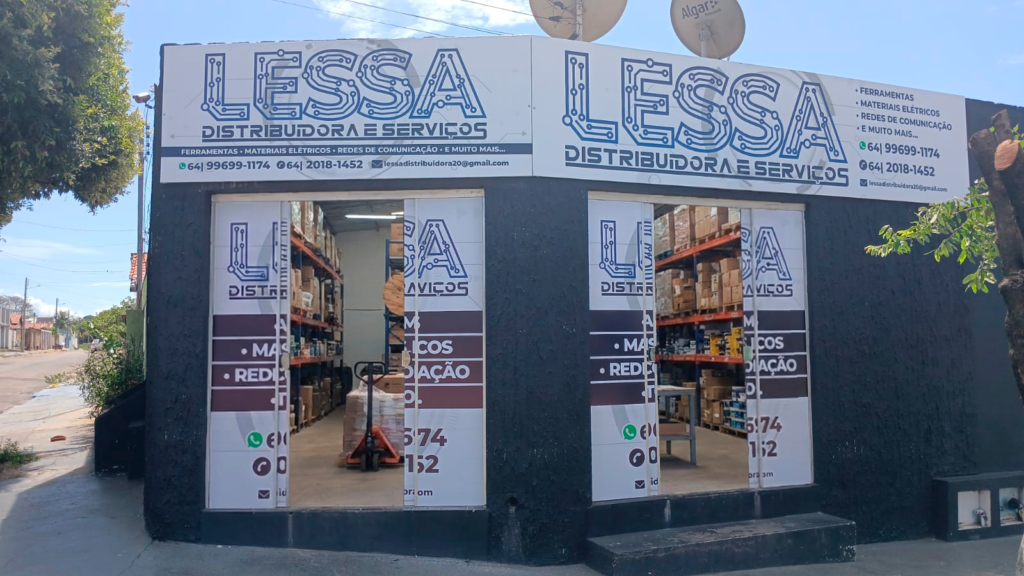 LESSA
DISTRIBUIDORA E SERVIÇOS
FERRAMENTAS • MATERIAIS ELÉTRICOS • REDES DE COMUNICAÇÃO • E MUITO MAIS...
64| 99699-1174 64| 2018-1452 lessadistribuidora20@gmail.com
LESSA
DISTRIBUIDORA E SERVIÇOS
• FERRAMENTAS
• MATERIAIS ELÉTRICOS
• REDES DE COMUNICAÇÃO
• E MUITO MAIS...
64| 99699-1174
64| 2018-1452
lessadistribuidora20@gmail.com
Algar